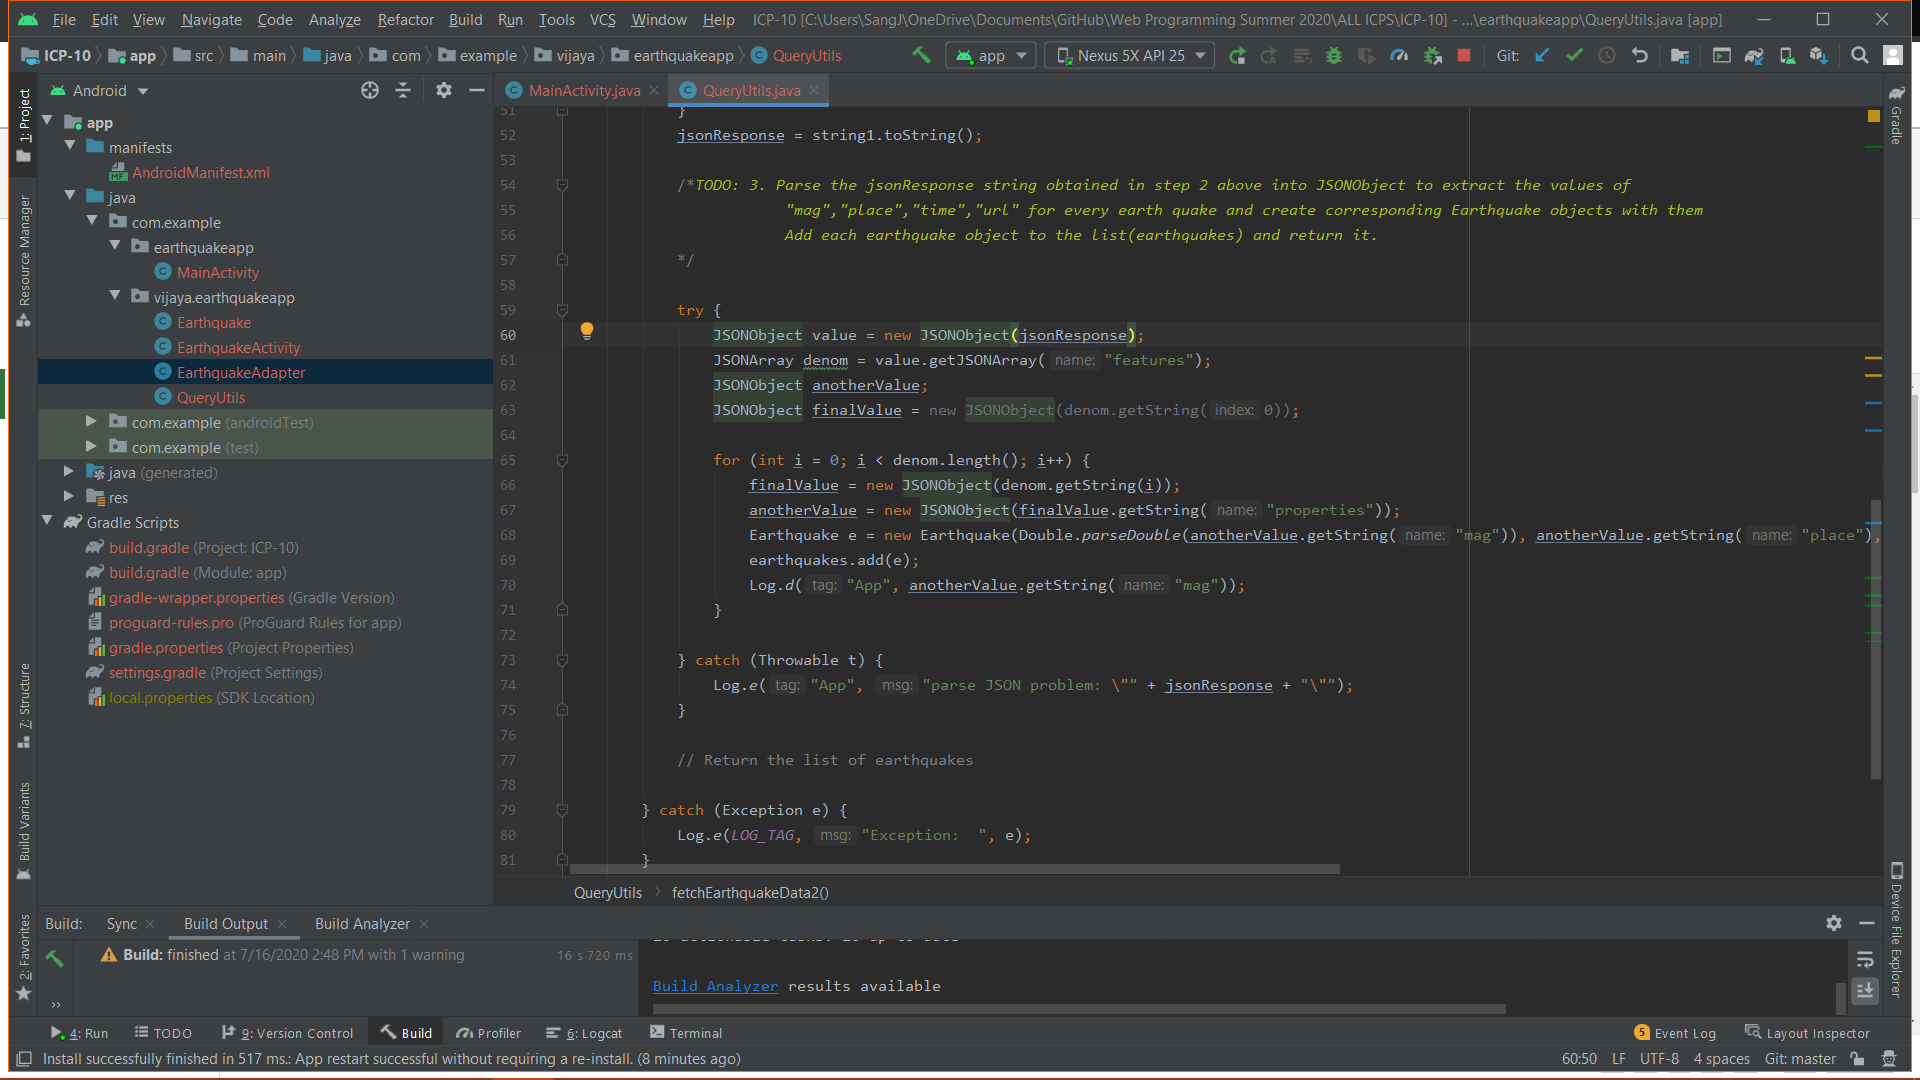 File Edit View Navigate Code Analyze Refactor Build Run Tools VCS Window Help ICP-10 [C:\Users\SangJ\OneDrive\Documents\GitHub\Web Programming Summer 2020\ALL ICPS\ICP-10] - ...\earthquakeapp\QueryUtils.java [app]
ICP-10 app src main java com example vijaya earthquakeapp QueryUtils app Nexus 5X API 25 Git:
Android
MainActivity.java QueryUtils.java
1: Project
Resource Manager
7: Structure
Build Variants
2: Favorites
app
manifests
AndroidManifest.xml
java
com.example
earthquakeapp
MainActivity
vijaya.earthquakeapp
Earthquake
EarthquakeActivity
EarthquakeAdapter
QueryUtils
com.example (androidTest)
com.example (test)
java (generated)
res
Gradle Scripts
build.gradle (Project: ICP-10)
build.gradle (Module: app)
gradle-wrapper.properties (Gradle Version)
proguard-rules.pro (ProGuard Rules for app)
gradle.properties (Project Properties)
settings.gradle (Project Settings)
local.properties (SDK Location)
51 }
52 jsonResponse = string1.toString();
53
54 /*TODO: 3. Parse the jsonResponse string obtained in step 2 above into JSONObject to extract the values of
55 "mag","place","time","url" for every earth quake and create corresponding Earthquake objects with them
56 Add each earthquake object to the list(earthquakes) and return it.
57 */
58
59 try {
60 JSONObject value = new JSONObject(jsonResponse);
61 JSONArray denom = value.getJSONArray( name: "features");
62 JSONObject anotherValue;
63 JSONObject finalValue = new JSONObject(denom.getString( index: 0));
64
65 for (int i = 0; i < denom.length(); i++) {
66 finalValue = new JSONObject(denom.getString(i));
67 anotherValue = new JSONObject(finalValue.getString( name: "properties"));
68 Earthquake e = new Earthquake(Double.parseDouble(anotherValue.getString( name: "mag")), anotherValue.getString( name: "place"),
69 earthquakes.add(e);
70 Log.d( tag: "App", anotherValue.getString( name: "mag"));
71 }
72
73 } catch (Throwable t) {
74 Log.e( tag: "App", msg: "parse JSON problem: \"" + jsonResponse + "\"");
75 }
76
77 // Return the list of earthquakes
78
79 } catch (Exception e) {
80 Log.e(LOG_TAG, msg: "Exception:  ", e);
81 }
QueryUtils fetchEarthquakeData2()
Gradle
Device File Explorer
Build: Sync Build Output Build Analyzer
Build: finished at 7/16/2020 2:48 PM with 1 warning 16 s 720 ms
Build Analyzer results available
4: Run TODO 9: Version Control Build Profiler 6: Logcat Terminal 5 Event Log Layout Inspector
Install successfully finished in 517 ms.: App restart successful without requiring a re-install. (8 minutes ago) 60:50 LF UTF-8 4 spaces Git: master